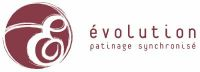 É
évolution
patinage synchronisé